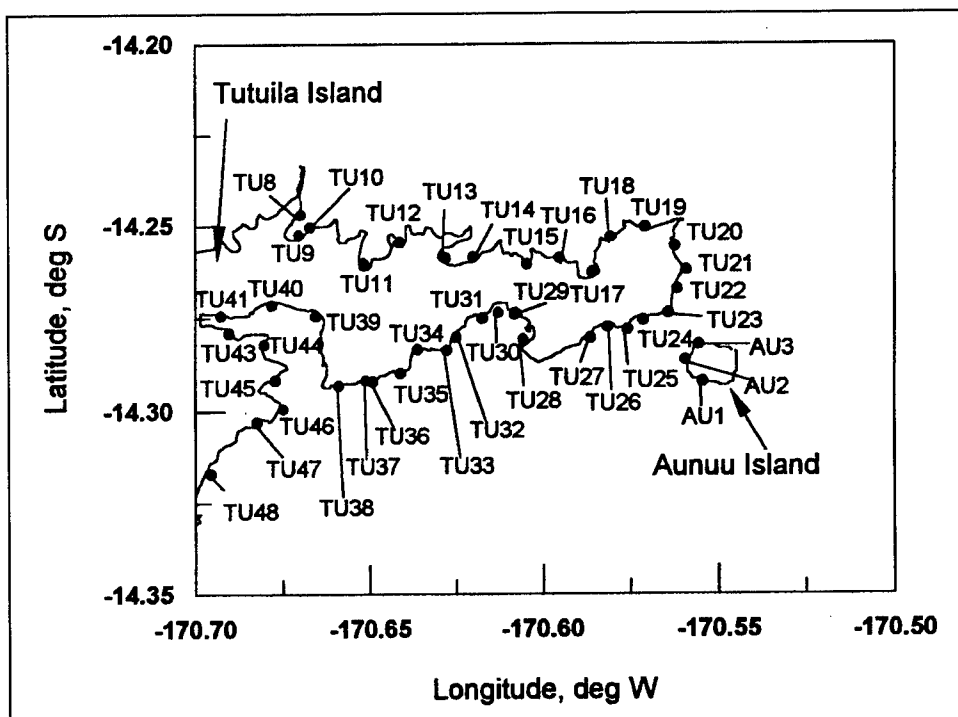 -14.20
Tutuila Island
TU18
TU8
TU10
TU13
TU19
TU12
TU14
TU16
-14.25
TU9
TU15
TU20
TU11
TU21
TU17
TU22
TU40
TU31
TU29
TU41
TU39
TU34
TU23
TU30
TU24
AU3
TU43
TU44
TU45
TU35
TU28
TU27
TU25
AU2
TU26
AU1
-14.30
TU46
TU36
TU32
TU47
TU37
TU33
Aunuu Island
TU48
TU38
-14.35
-170.70
-170.65
-170.60
-170.55
-170.50
Latitude, deg S
Longitude, deg W